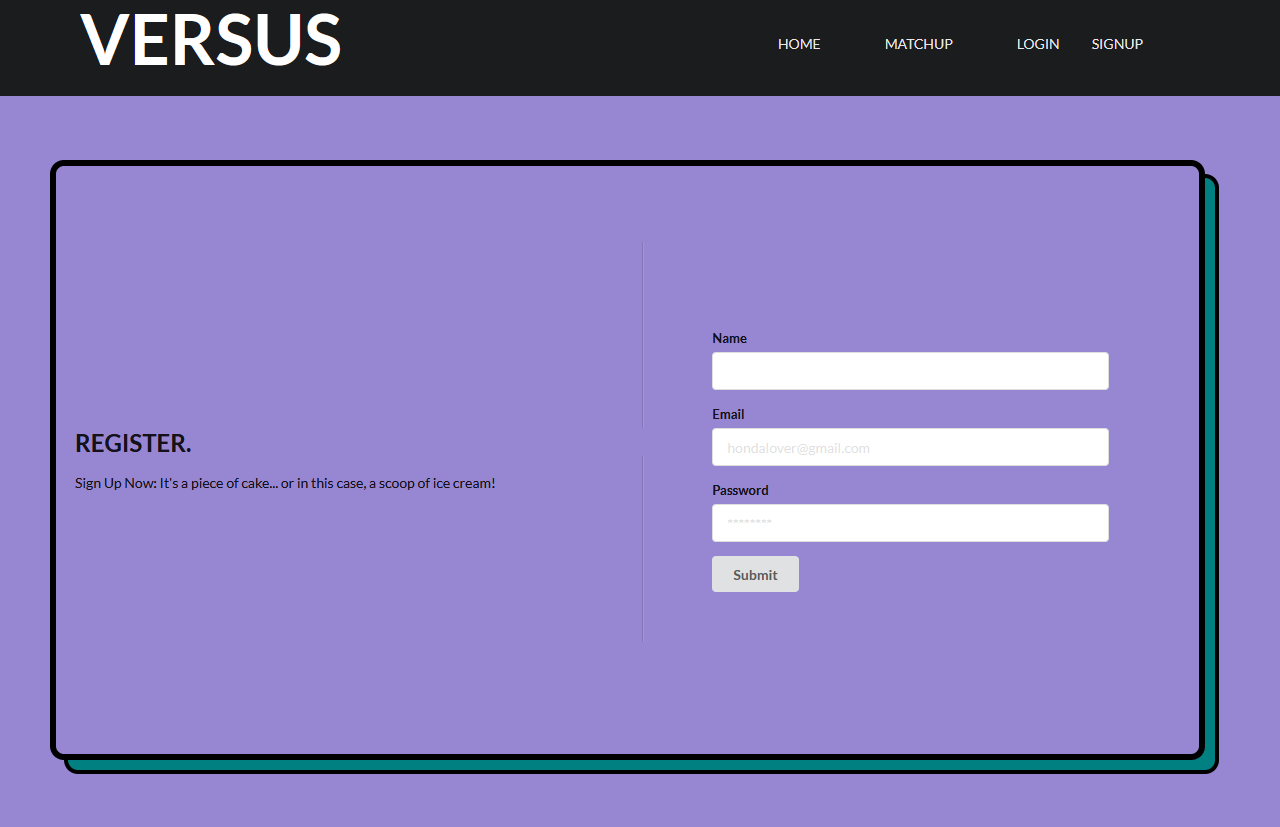 VERSUS
HOME MATCHUP LOGIN SIGNUP
REGISTER.
Sign Up Now: It's a piece of cake... or in this case, a scoop of ice cream!
Name
Email
hondalover@gmail.com
Password
********
Submit